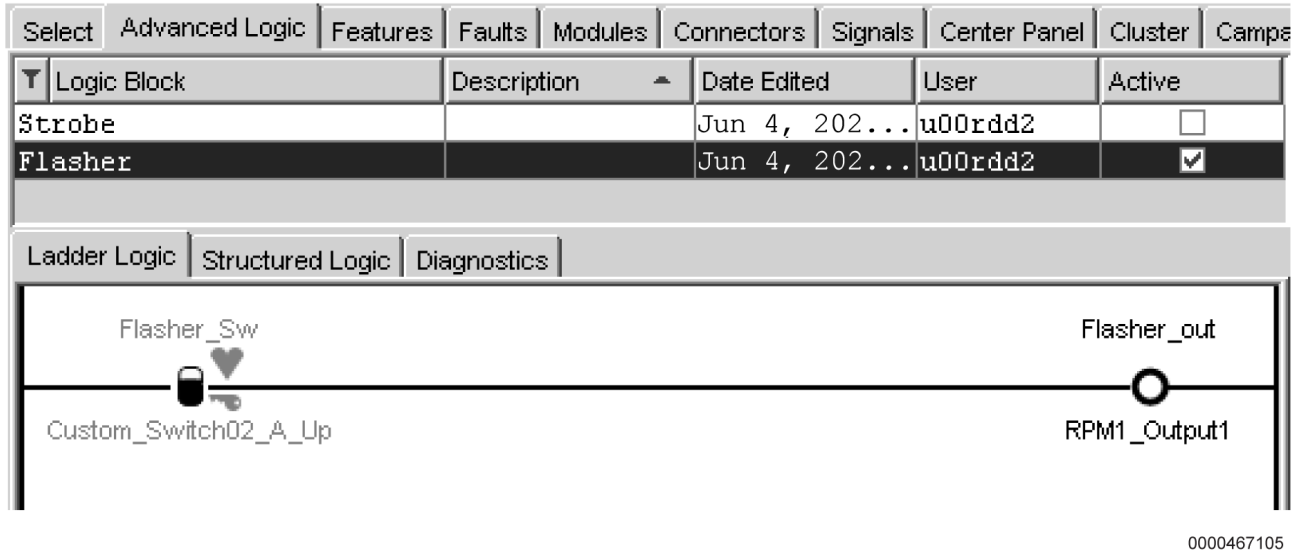 Select Advanced Logic Features Faults Modules Connectors Signals Center Panel Cluster Campa
Logic Block Description Date Edited User Active
Strobe Jun 4, 202... u00rdd2
Flasher Jun 4, 202... u00rdd2
Ladder Logic Structured Logic Diagnostics
Flasher_Sw Flasher_out
Custom_Switch02_A_Up RPM1_Output1
0000467105